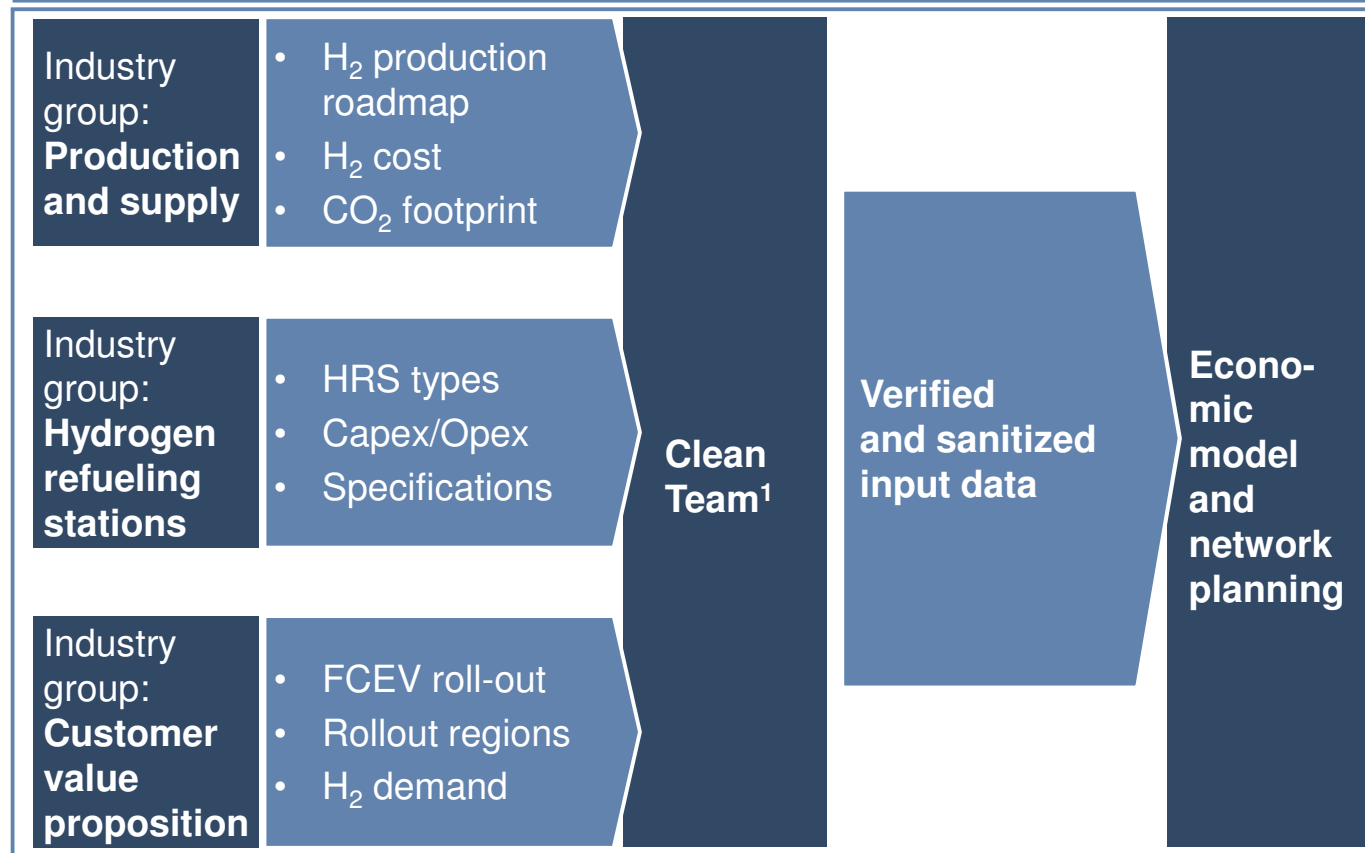 Industry
group:
Production
and supply
• H₂ production
roadmap
• H₂ cost
• CO₂ footprint
Industry
group:
Hydrogen
refueling
stations
• HRS types
• Capex/Opex
• Specifications
Industry
group:
Customer
value
proposition
• FCEV roll-out
• Rollout regions
• H₂ demand
Clean
Team¹
Verified
and sanitized
input data
Econo-
mic
model
and
network
planning